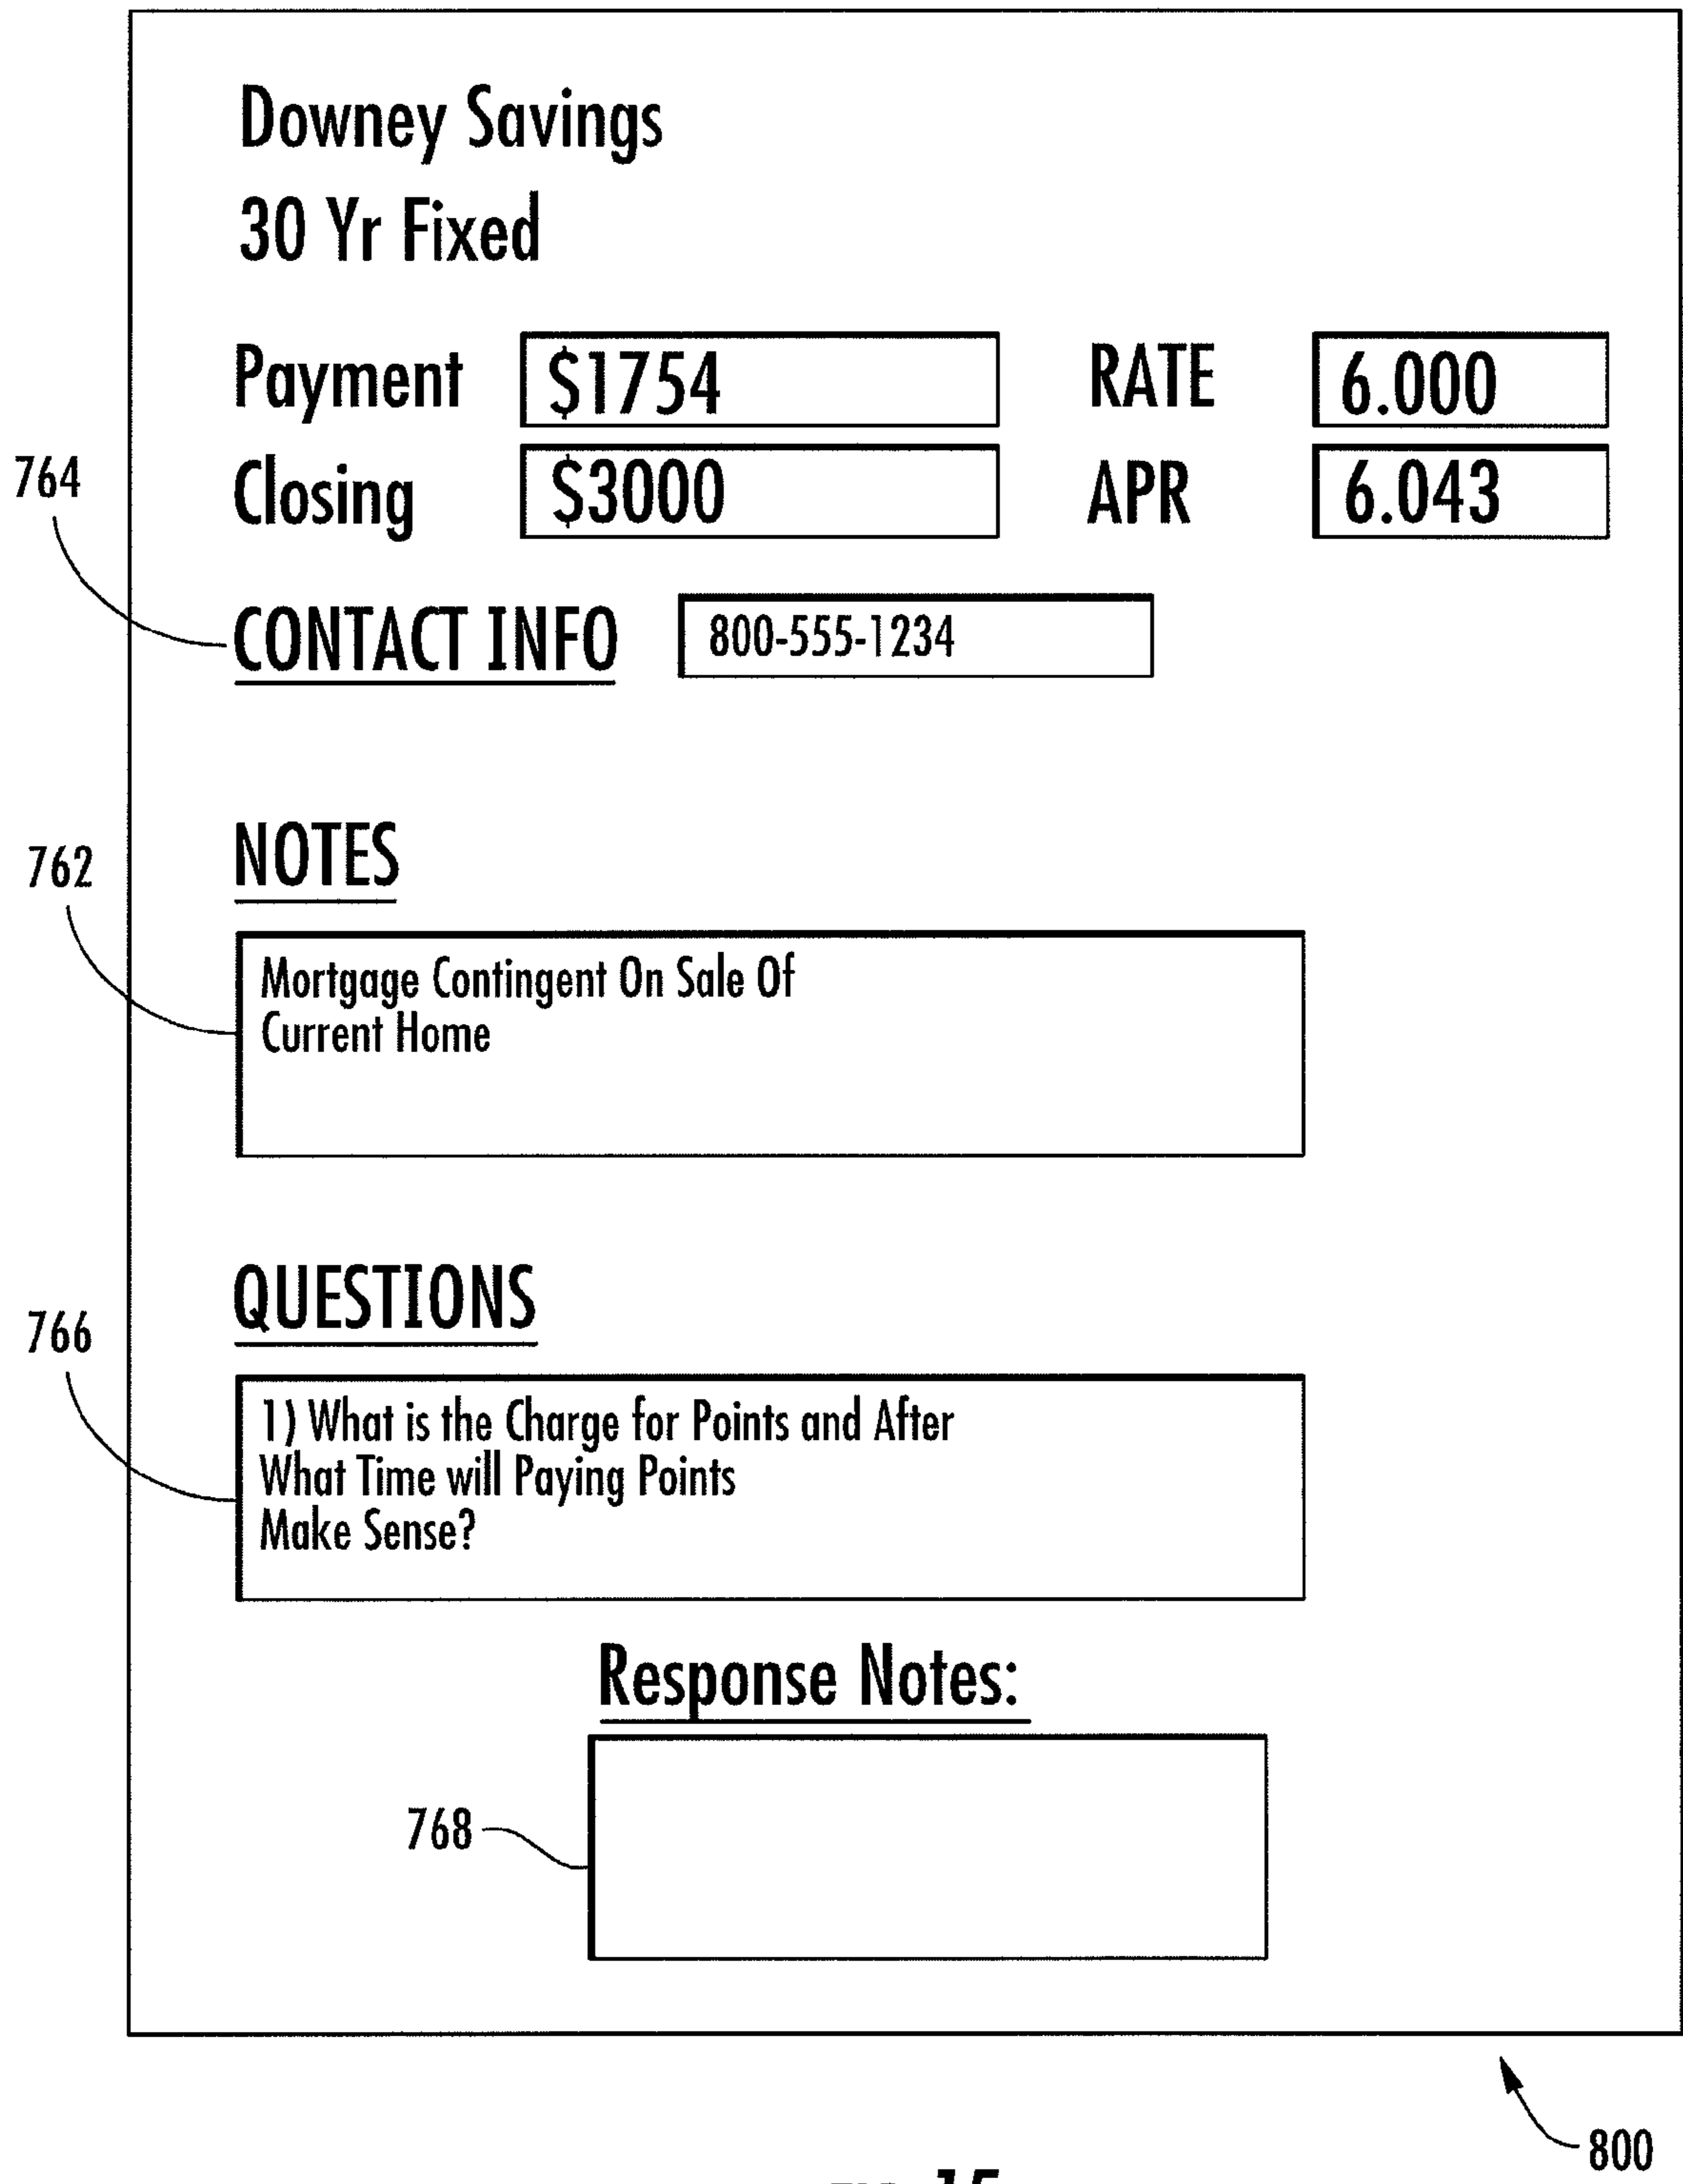 Downey Savings
30 Yr Fixed
Payment $1754 RATE 6.000
764 Closing $3000 APR 6.043
CONTACT INFO 800-555-1234
NOTES
762
Mortgage Contingent On Sale Of
Current Home
QUESTIONS
766
1) What is the Charge for Points and After
What Time will Paying Points
Make Sense?
Response Notes:
768
800